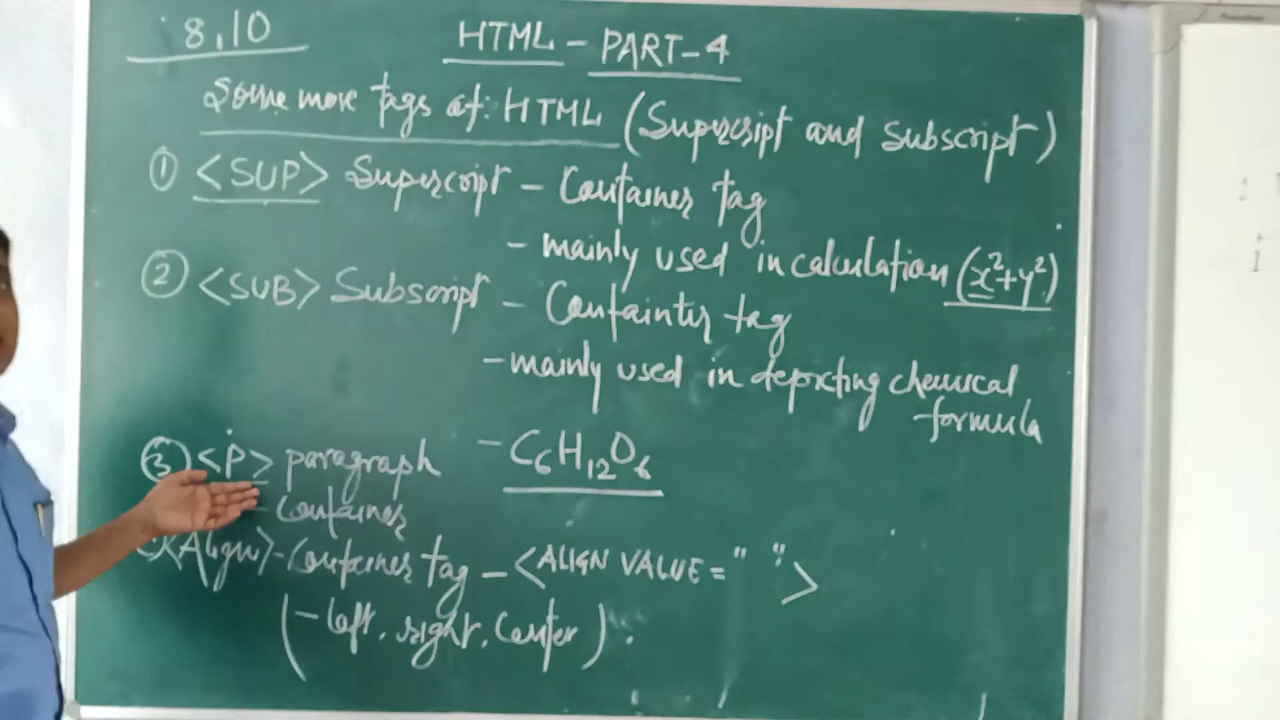 8,10
HTML - PART-4
Some more tags of: HTML (Superscript and Subscript)
① <SUP> Superscript - Container tag
- mainly used in calculation (x²+y²)
② <SUB> Subscript - Container tag
- mainly used in depicting chemical
formula
- C₆H₁₂O₆
③ <P> paragraph
- Container
<Align> - Container tag - <ALIGN VALUE = " ">
(- left, right, Center).